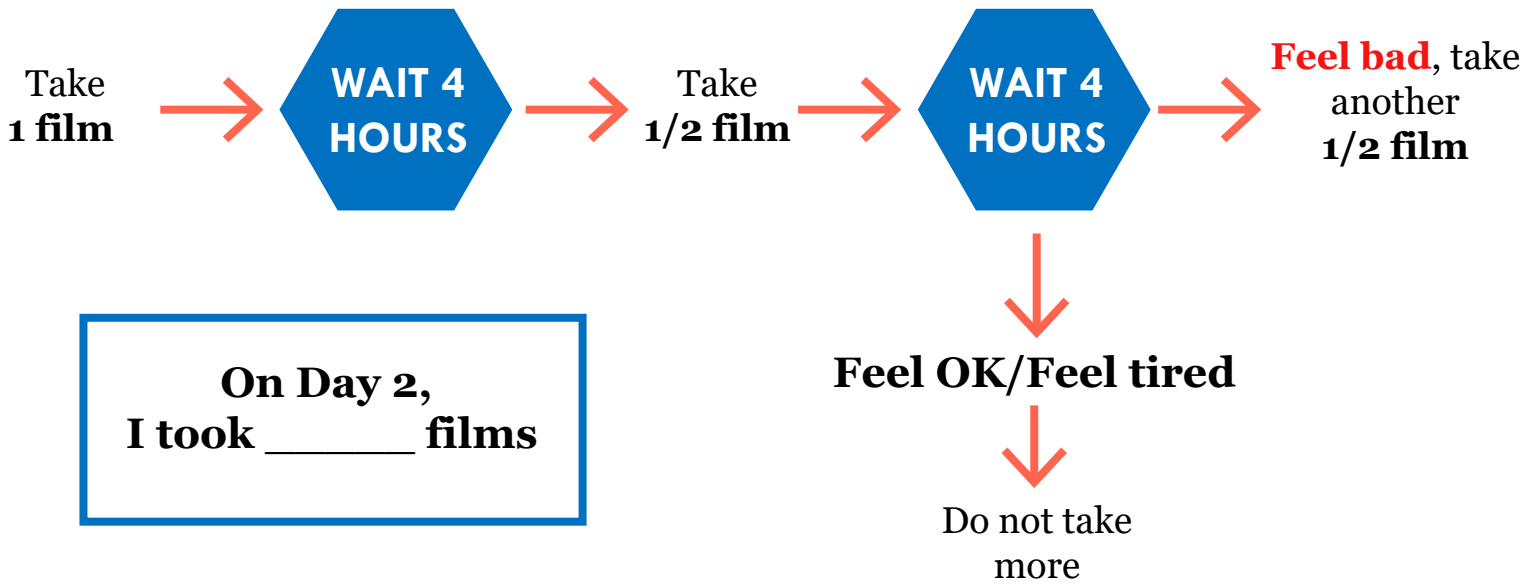 Take
1 film
WAIT 4
HOURS
Take
1/2 film
WAIT 4
HOURS
Feel bad, take
another
1/2 film
Feel OK/Feel tired
Do not take
more
On Day 2,
I took ______ films